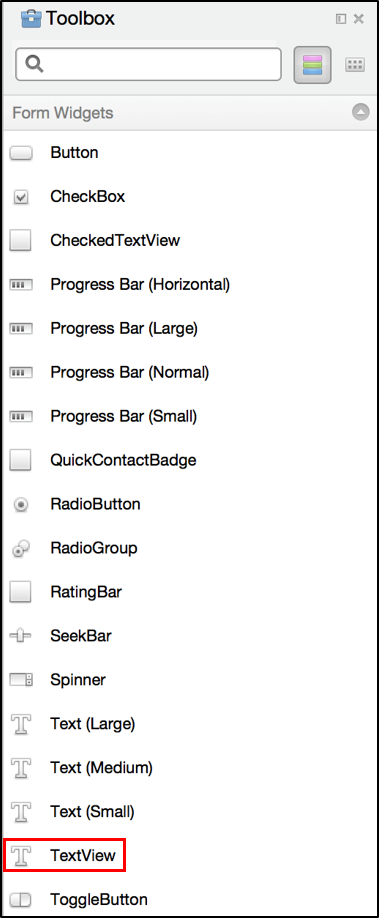 Toolbox
Form Widgets
Button
CheckBox
CheckedTextView
Progress Bar (Horizontal)
Progress Bar (Large)
Progress Bar (Normal)
Progress Bar (Small)
QuickContactBadge
RadioButton
RadioGroup
RatingBar
SeekBar
Spinner
Text (Large)
Text (Medium)
Text (Small)
TextView
ToggleButton